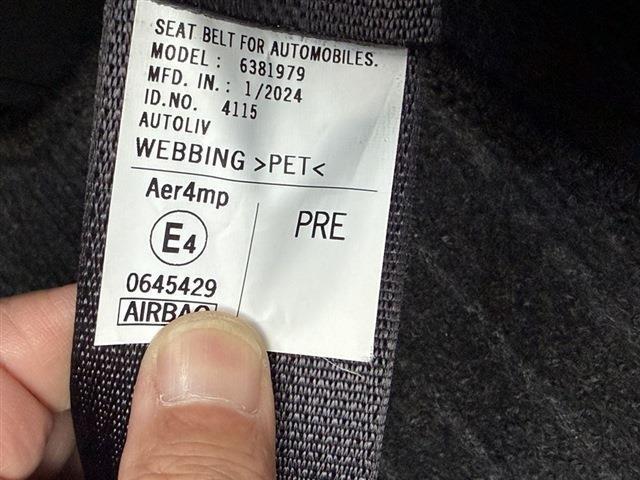 SEAT BELT FOR AUTOMOBILES.
MODEL : 6381979
MFD. IN. : 1/2024
ID.NO. 4115
AUTOLIV
WEBBING >PET<
Aer4mp
E4
PRE
0645429
AIRBAG